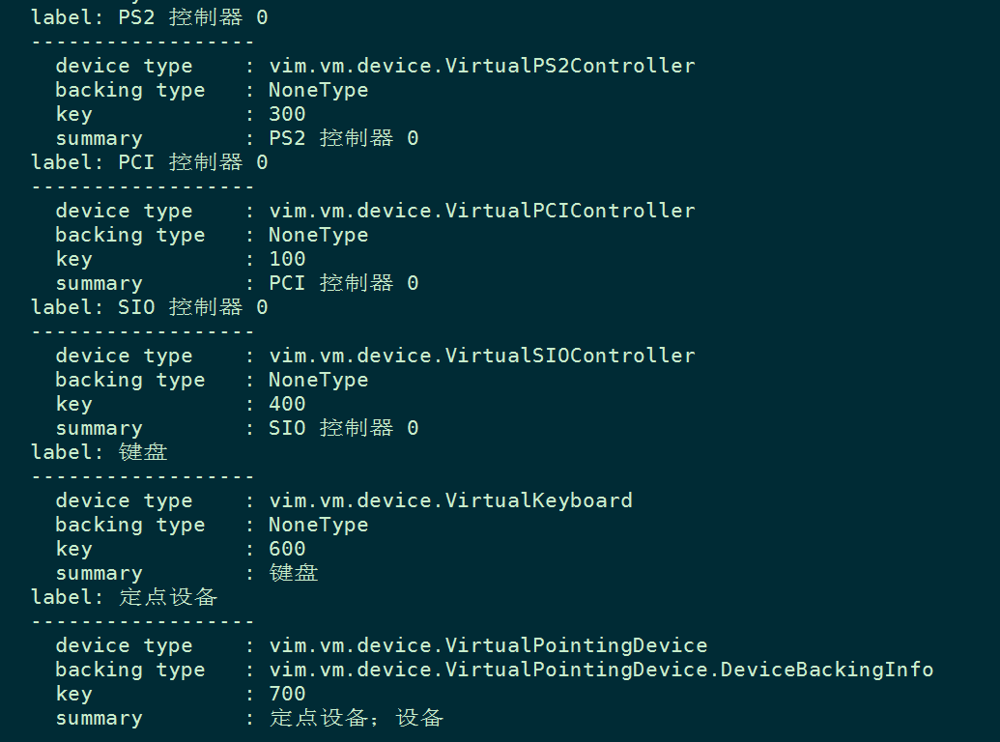 label: PS2 控制器 0
------------------
  device type    : vim.vm.device.VirtualPS2Controller
  backing type   : NoneType
  key            : 300
  summary        : PS2 控制器 0
label: PCI 控制器 0
------------------
  device type    : vim.vm.device.VirtualPCIController
  backing type   : NoneType
  key            : 100
  summary        : PCI 控制器 0
label: SIO 控制器 0
------------------
  device type    : vim.vm.device.VirtualSIOController
  backing type   : NoneType
  key            : 400
  summary        : SIO 控制器 0
label: 键盘
------------------
  device type    : vim.vm.device.VirtualKeyboard
  backing type   : NoneType
  key            : 600
  summary        : 键盘
label: 定点设备
------------------
  device type    : vim.vm.device.VirtualPointingDevice
  backing type   : vim.vm.device.VirtualPointingDevice.DeviceBackingInfo
  key            : 700
  summary        : 定点设备；设备